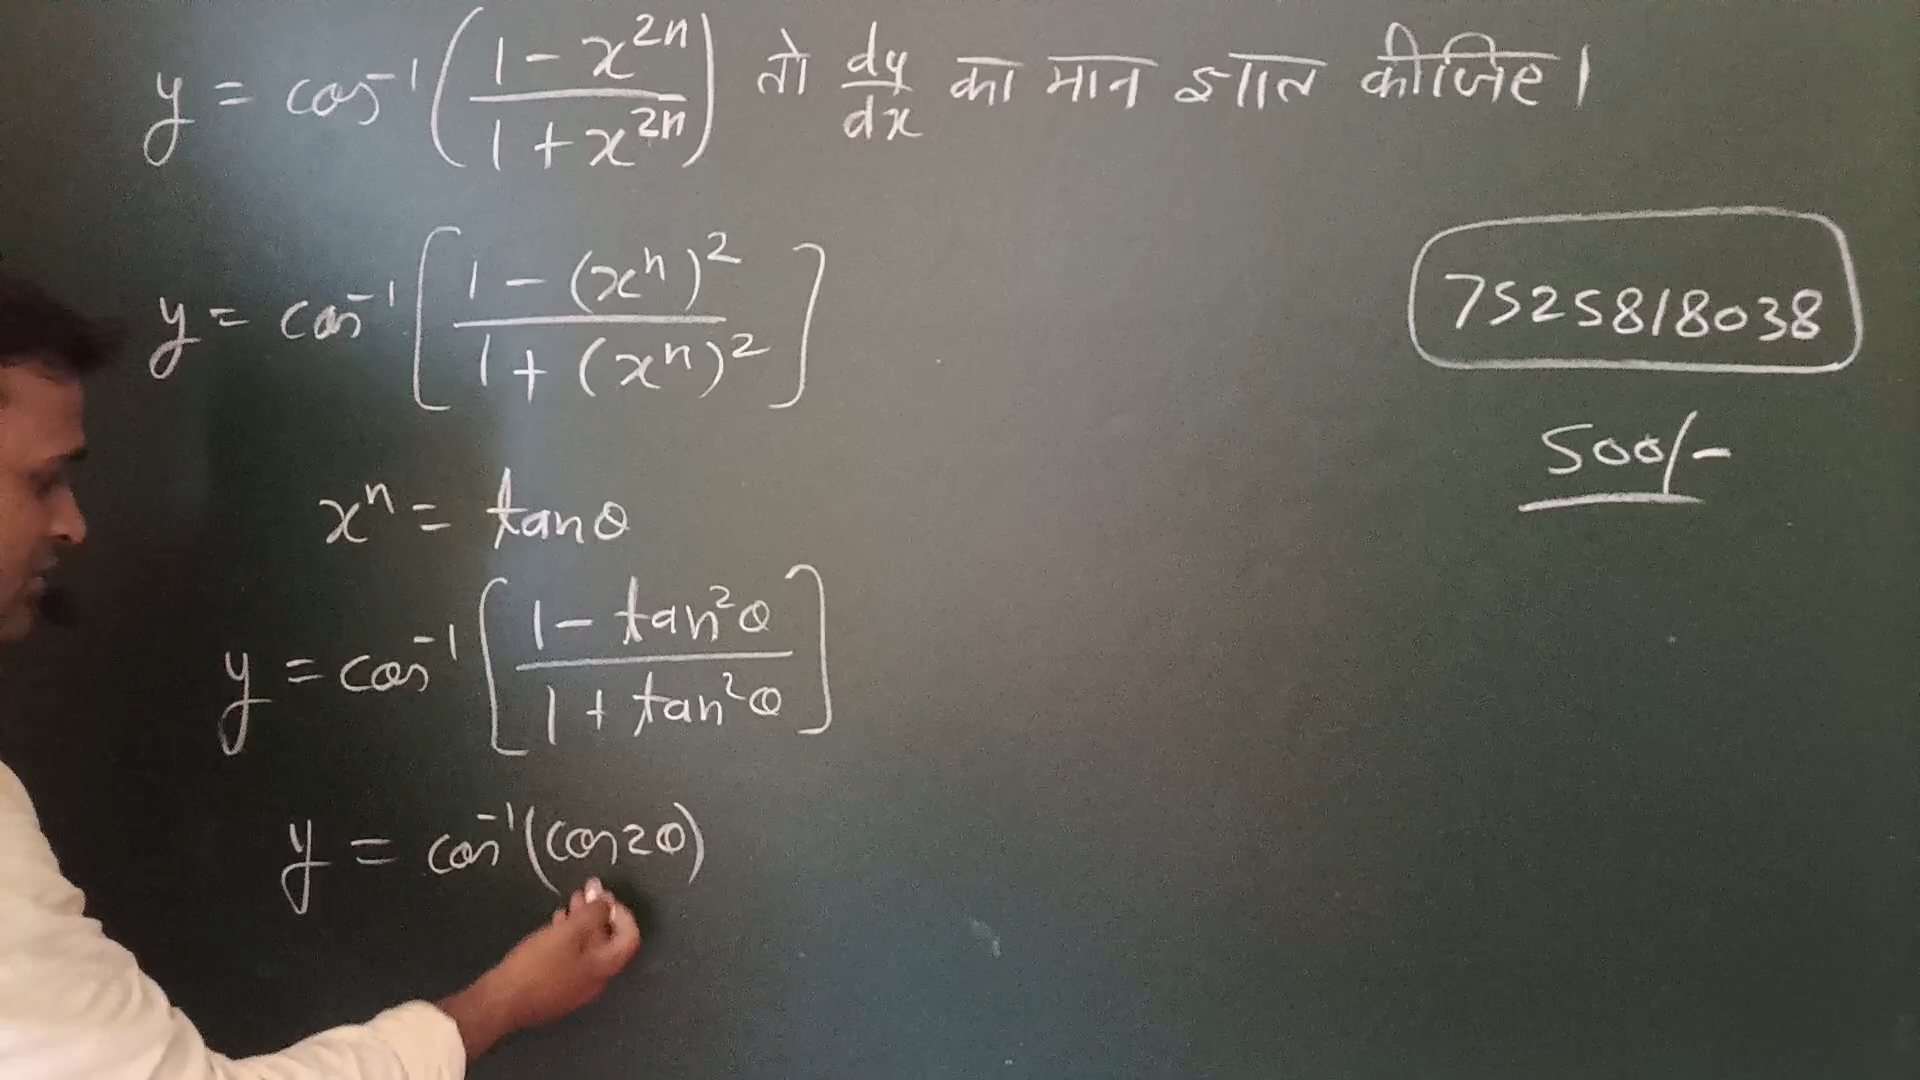 y = cos⁻¹((1 - x²ⁿ)/(1 + x²ⁿ)) तो dy/dx का मान ज्ञात कीजिए।
y = cos⁻¹[(1 - (xⁿ)²)/(1 + (xⁿ)²)]
7525818038
500/-
xⁿ = tanθ
y = cos⁻¹[(1 - tan²θ)/(1 + tan²θ)]
y = cos⁻¹(cos2θ)